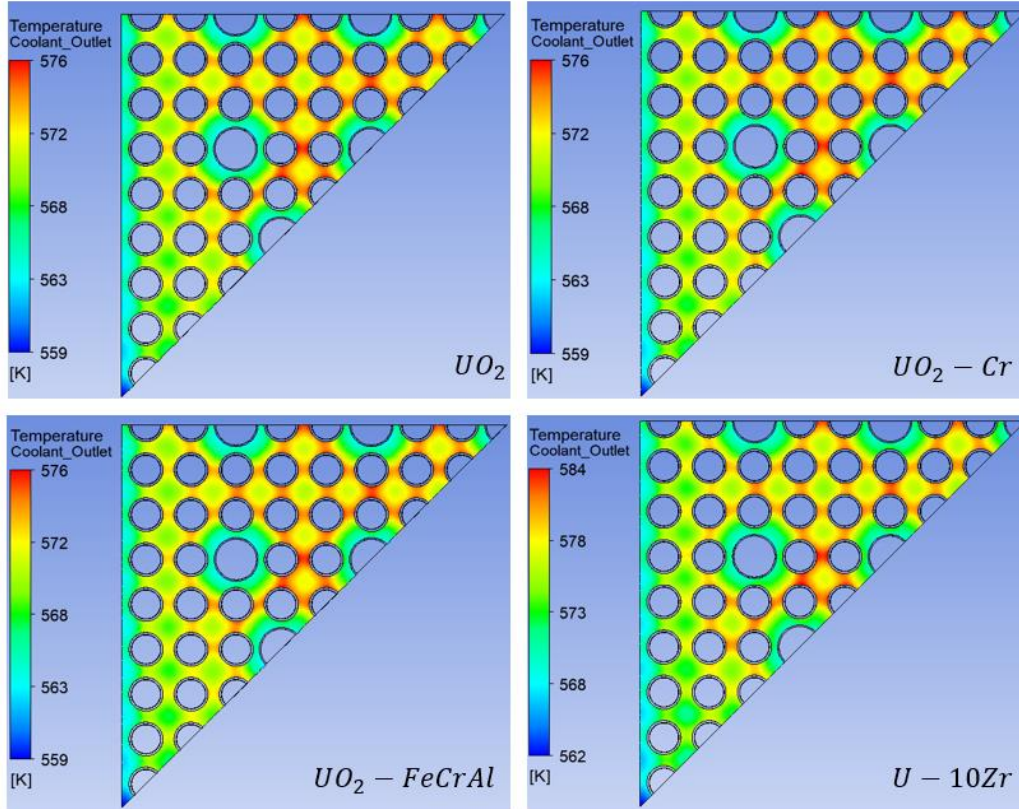 Temperature
Coolant_Outlet
576
572
568
563
559
[K]
UO₂
Temperature
Coolant_Outlet
576
572
568
563
559
[K]
UO₂ − Cr
Temperature
Coolant_Outlet
576
572
568
563
559
[K]
UO₂ − FeCrAl
Temperature
Coolant_Outlet
584
578
573
568
562
[K]
U − 10Zr